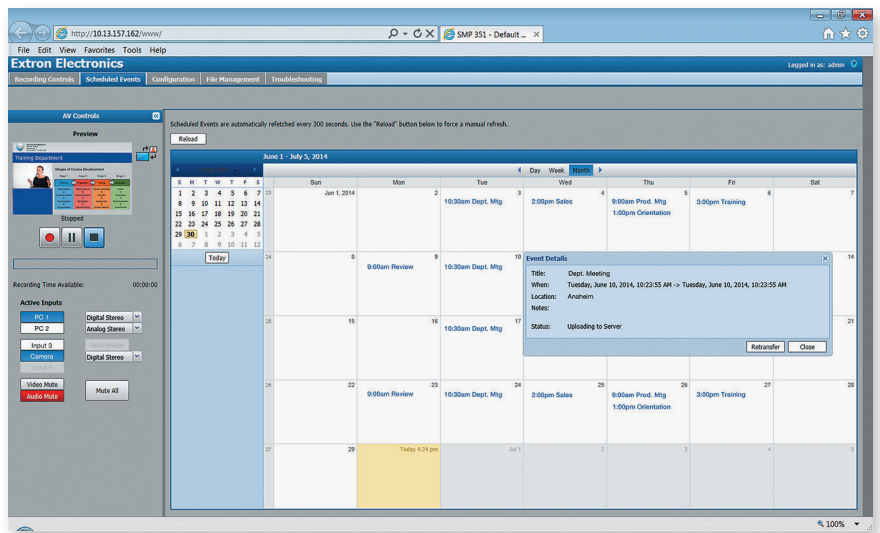 http://10.13.157.162/www/
SMP 351 - Default ...
File Edit View Favorites Tools Help
Extron Electronics
Logged in as: admin
Recording Controls Scheduled Events Configuration File Management Troubleshooting
AV Controls
Preview
Training Department
Stopped
Recording Time Available: 00:00:00
Active Inputs
PC 1 Digital Stereo
PC 2 Analog Stereo
Input 3 Auto Image
Camera Digital Stereo
Input 5
Video Mute
Audio Mute
Mute All
Scheduled Events are automatically refetched every 300 seconds. Use the "Reload" button below to force a manual refresh.
Reload
June 1 - July 5, 2014
S M T W T F S
1 2 3 4 5 6 7
8 9 10 11 12 13 14
15 16 17 18 19 20 21
22 23 24 25 26 27 28
29 30 1 2 3 4 5
6 7 8 9 10 11 12
Today
Day Week Month
Sun Mon Tue Wed Thu Fri Sat
23 Jun 1, 2014 2 3 4 5 6 7
10:30am Dept. Mtg 2:00pm Sales 9:00am Prod. Mtg 3:00pm Training
1:00pm Orientation
24 8 9 10 14
9:00am Review 10:30am Dept. Mtg
25 15 16 17 21
10:30am Dept. Mtg
26 22 23 24 25 26 27 28
9:00am Review 10:30am Dept. Mtg 2:00pm Sales 9:00am Prod. Mtg 3:00pm Training
1:00pm Orientation
27 29 Today 4:24 pm Jul 1 2 3 4 5
Event Details
Title: Dept. Meeting
When: Tuesday, June 10, 2014, 10:23:55 AM -> Tuesday, June 10, 2014, 10:23:55 AM
Location: Anaheim
Notes:
Status: Uploading to Server
Retransfer Close
100%